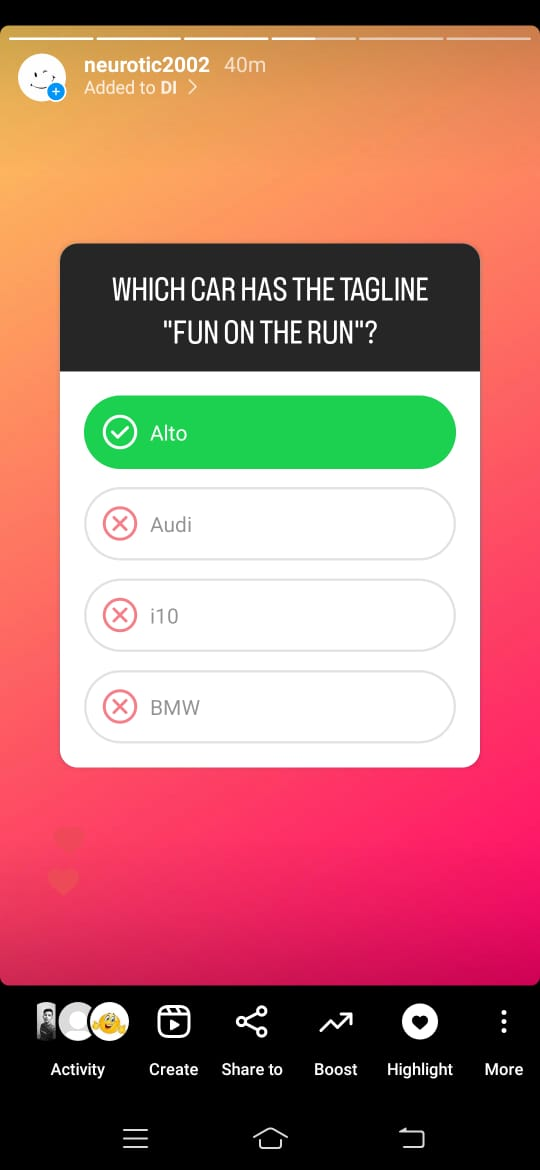 neurotic2002 40m
Added to DI
WHICH CAR HAS THE TAGLINE
"FUN ON THE RUN"?
Alto
Audi
i10
BMW
Activity Create Share to Boost Highlight More